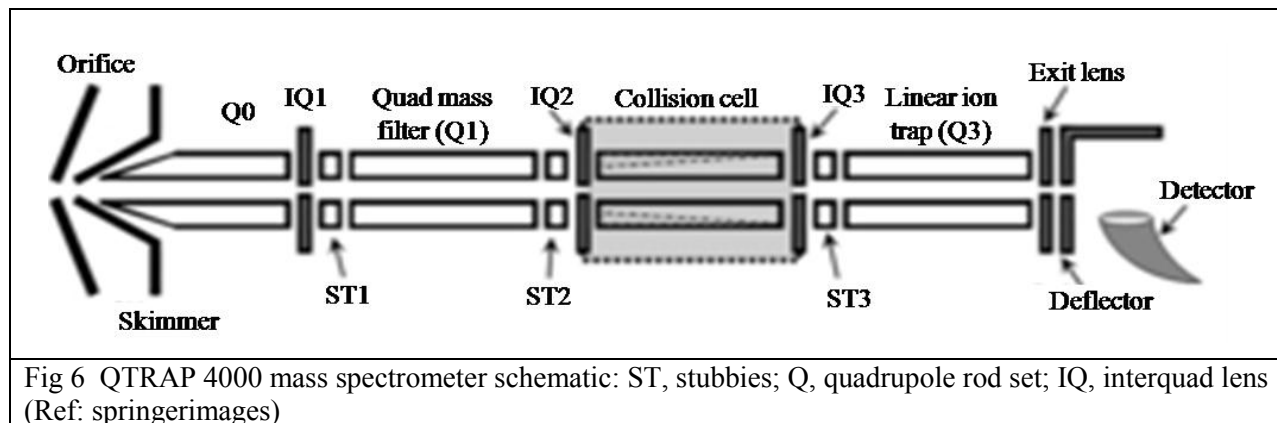 Orifice
Q0
IQ1
Quad mass
filter (Q1)
IQ2
Collision cell
IQ3
Linear ion
trap (Q3)
Exit lens
Detector
ST1
ST2
ST3
Deflector
Skimmer
Fig 6 QTRAP 4000 mass spectrometer schematic: ST, stubbies; Q, quadrupole rod set; IQ, interquad lens
(Ref: springerimages)